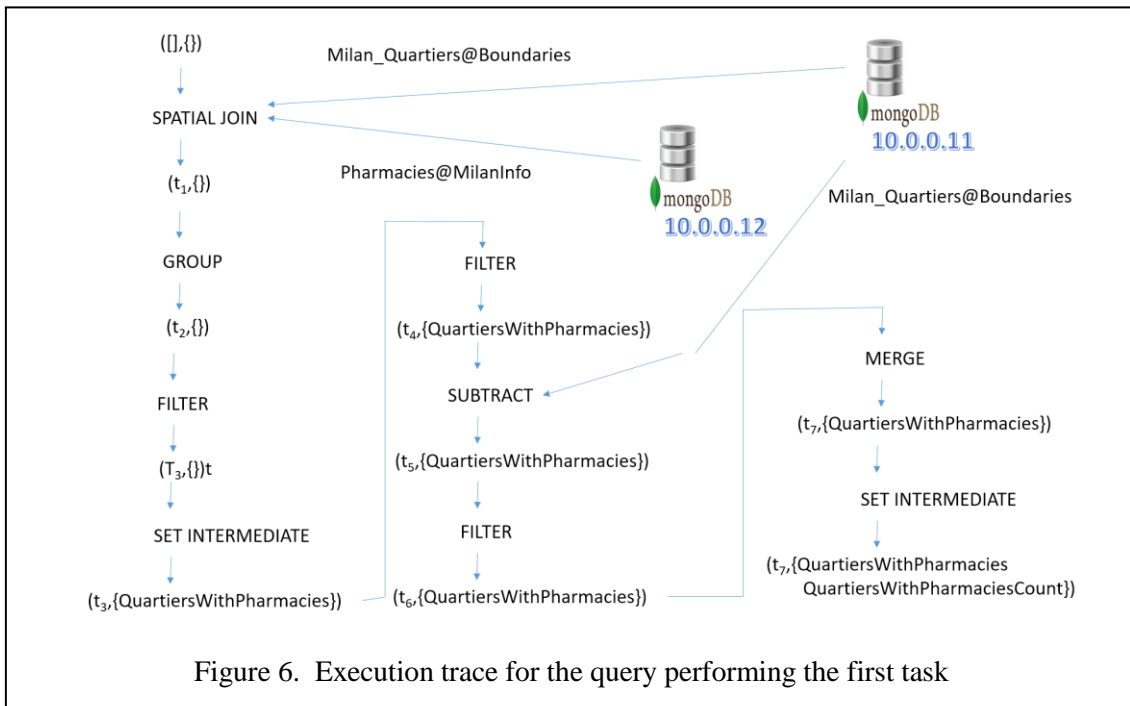 ([],{})
Milan_Quartiers@Boundaries
SPATIAL JOIN
mongoDB
10.0.0.11
Pharmacies@MilanInfo
mongoDB
10.0.0.12
Milan_Quartiers@Boundaries
(t₁,{})
GROUP
(t₂,{})
FILTER
(T₃,{})t
SET INTERMEDIATE
(t₃,{QuartiersWithPharmacies})
FILTER
(t₄,{QuartiersWithPharmacies})
SUBTRACT
(t₅,{QuartiersWithPharmacies})
FILTER
(t₆,{QuartiersWithPharmacies})
MERGE
(t₇,{QuartiersWithPharmacies})
SET INTERMEDIATE
(t₇,{QuartiersWithPharmacies
QuartiersWithPharmaciesCount})
Figure 6. Execution trace for the query performing the first task